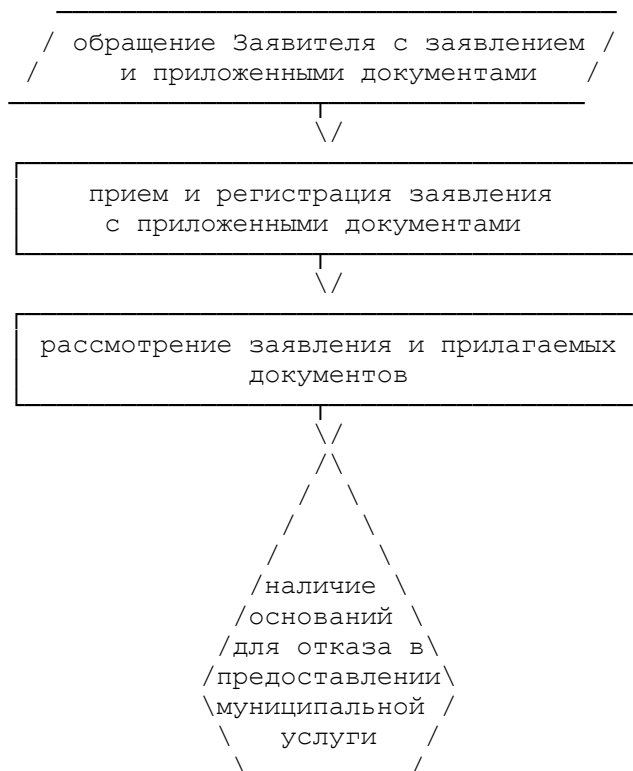 обращение Заявителя с заявлением
и приложенными документами
прием и регистрация заявления
с приложенными документами
рассмотрение заявления и прилагаемых
документов
наличие
оснований
для отказа в
предоставлении
муниципальной
услуги